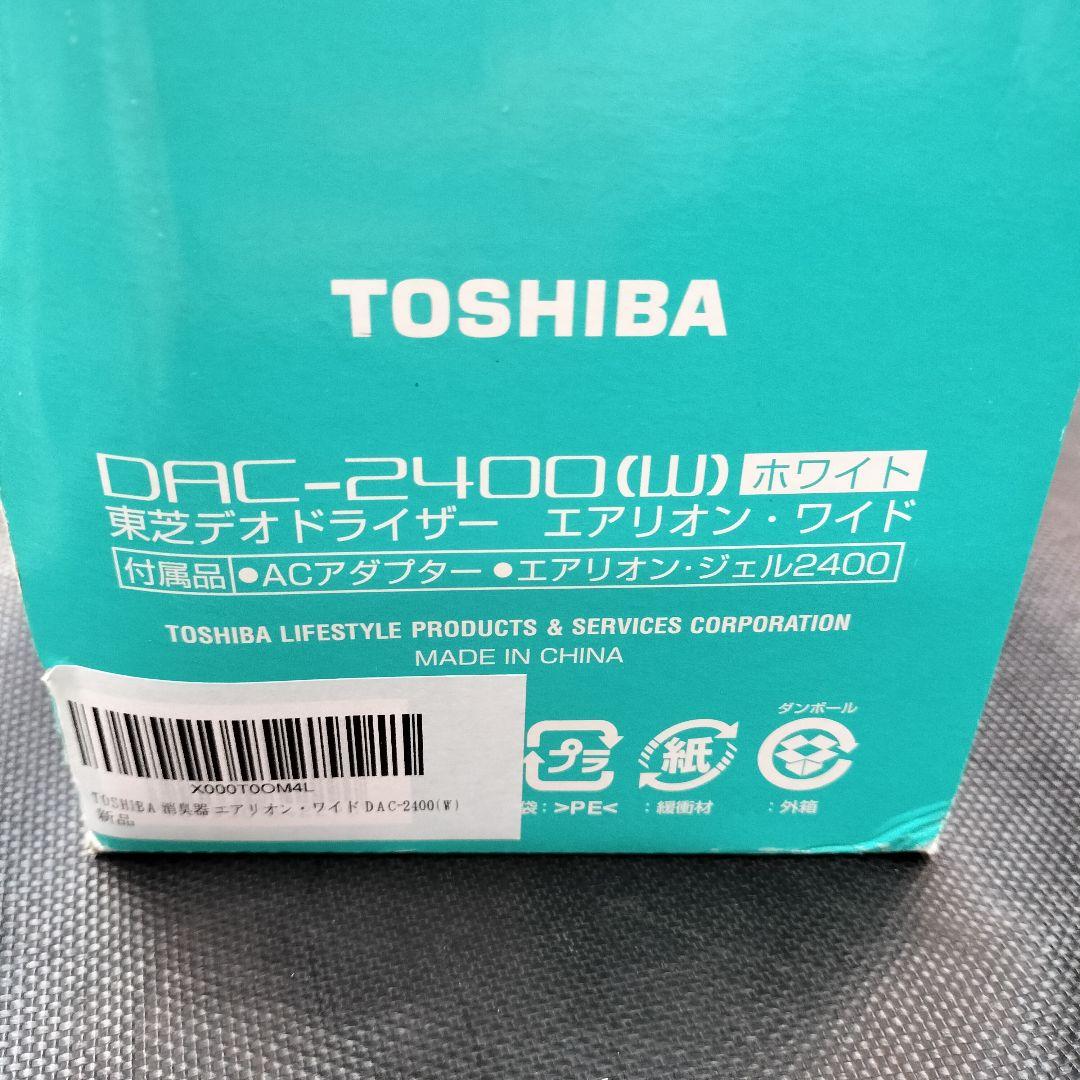 TOSHIBA
DAC-2400(W) ホワイト
東芝デオドライザー エアリオン・ワイド
付属品 ●ACアダプター ●エアリオン・ジェル2400
TOSHIBA LIFESTYLE PRODUCTS & SERVICES CORPORATION
MADE IN CHINA
ダンボール
プラ 紙
袋: >PE< : 緩衝材 : 外箱
X000T0OM4L
TOSHIBA 消臭器 エアリオン・ワイド DAC-2400(W)
新品